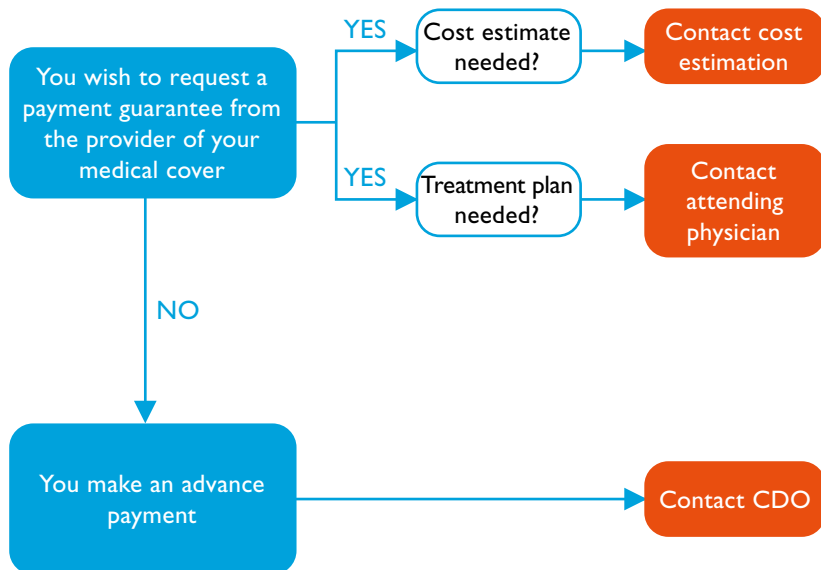 You wish to request a
payment guarantee from
the provider of your
medical cover
YES
Cost estimate
needed?
Contact cost
estimation
YES
Treatment plan
needed?
Contact
attending
physician
NO
You make an advance
payment
Contact CDO